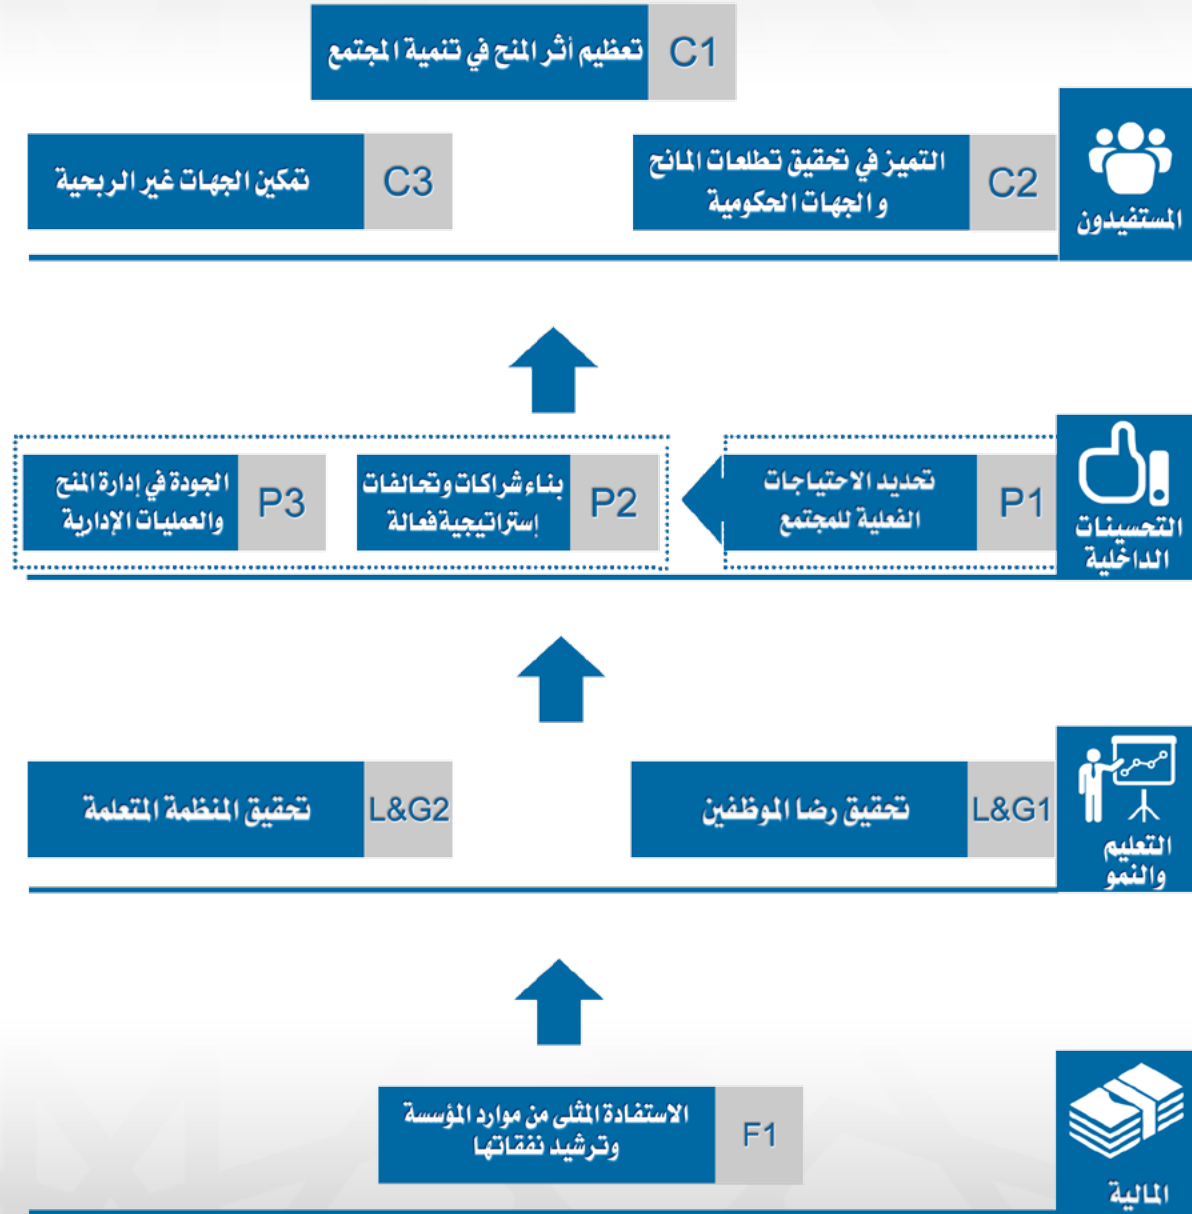 C1
تعظيم أثر المنح في تنمية المجتمع
المستفيدون
C2
التميز في تحقيق تطلعات المانح
والجهات الحكومية
C3
تمكين الجهات غير الربحية
التحسينات
الداخلية
P1
تحديد الاحتياجات
الفعلية للمجتمع
P2
بناء شراكات وتحالفات
إستراتيجية فعالة
P3
الجودة في إدارة المنح
والعمليات الإدارية
التعليم
والنمو
L&G1
تحقيق رضا الموظفين
L&G2
تحقيق المنظمة المتعلمة
المالية
F1
الاستفادة المثلى من موارد المؤسسة
وترشيد نفقاتها